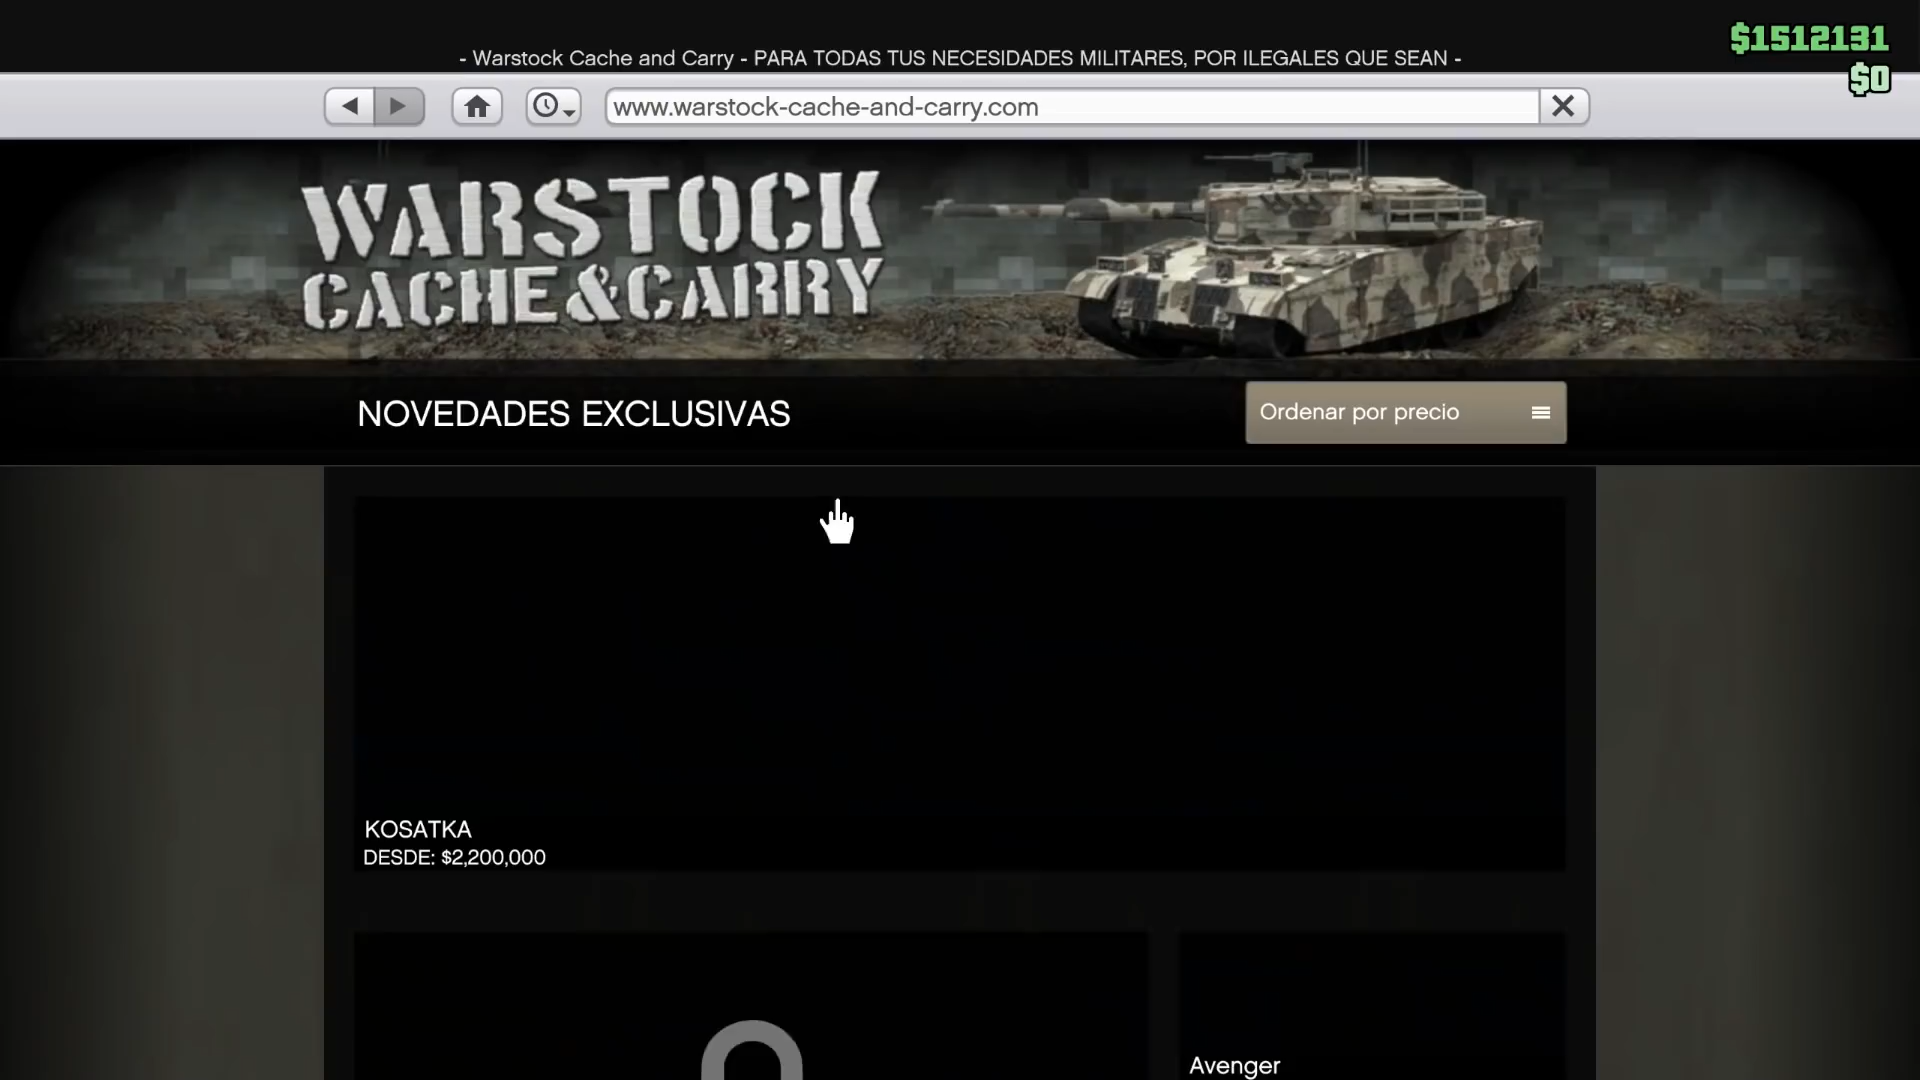 $1512131
- Warstock Cache and Carry - PARA TODAS TUS NECESIDADES MILITARES, POR ILEGALES QUE SEAN -
$0
www.warstock-cache-and-carry.com
WARSTOCK
CACHE & CARRY
NOVEDADES EXCLUSIVAS
Ordenar por precio
KOSATKA
DESDE: $2,200,000
Avenger